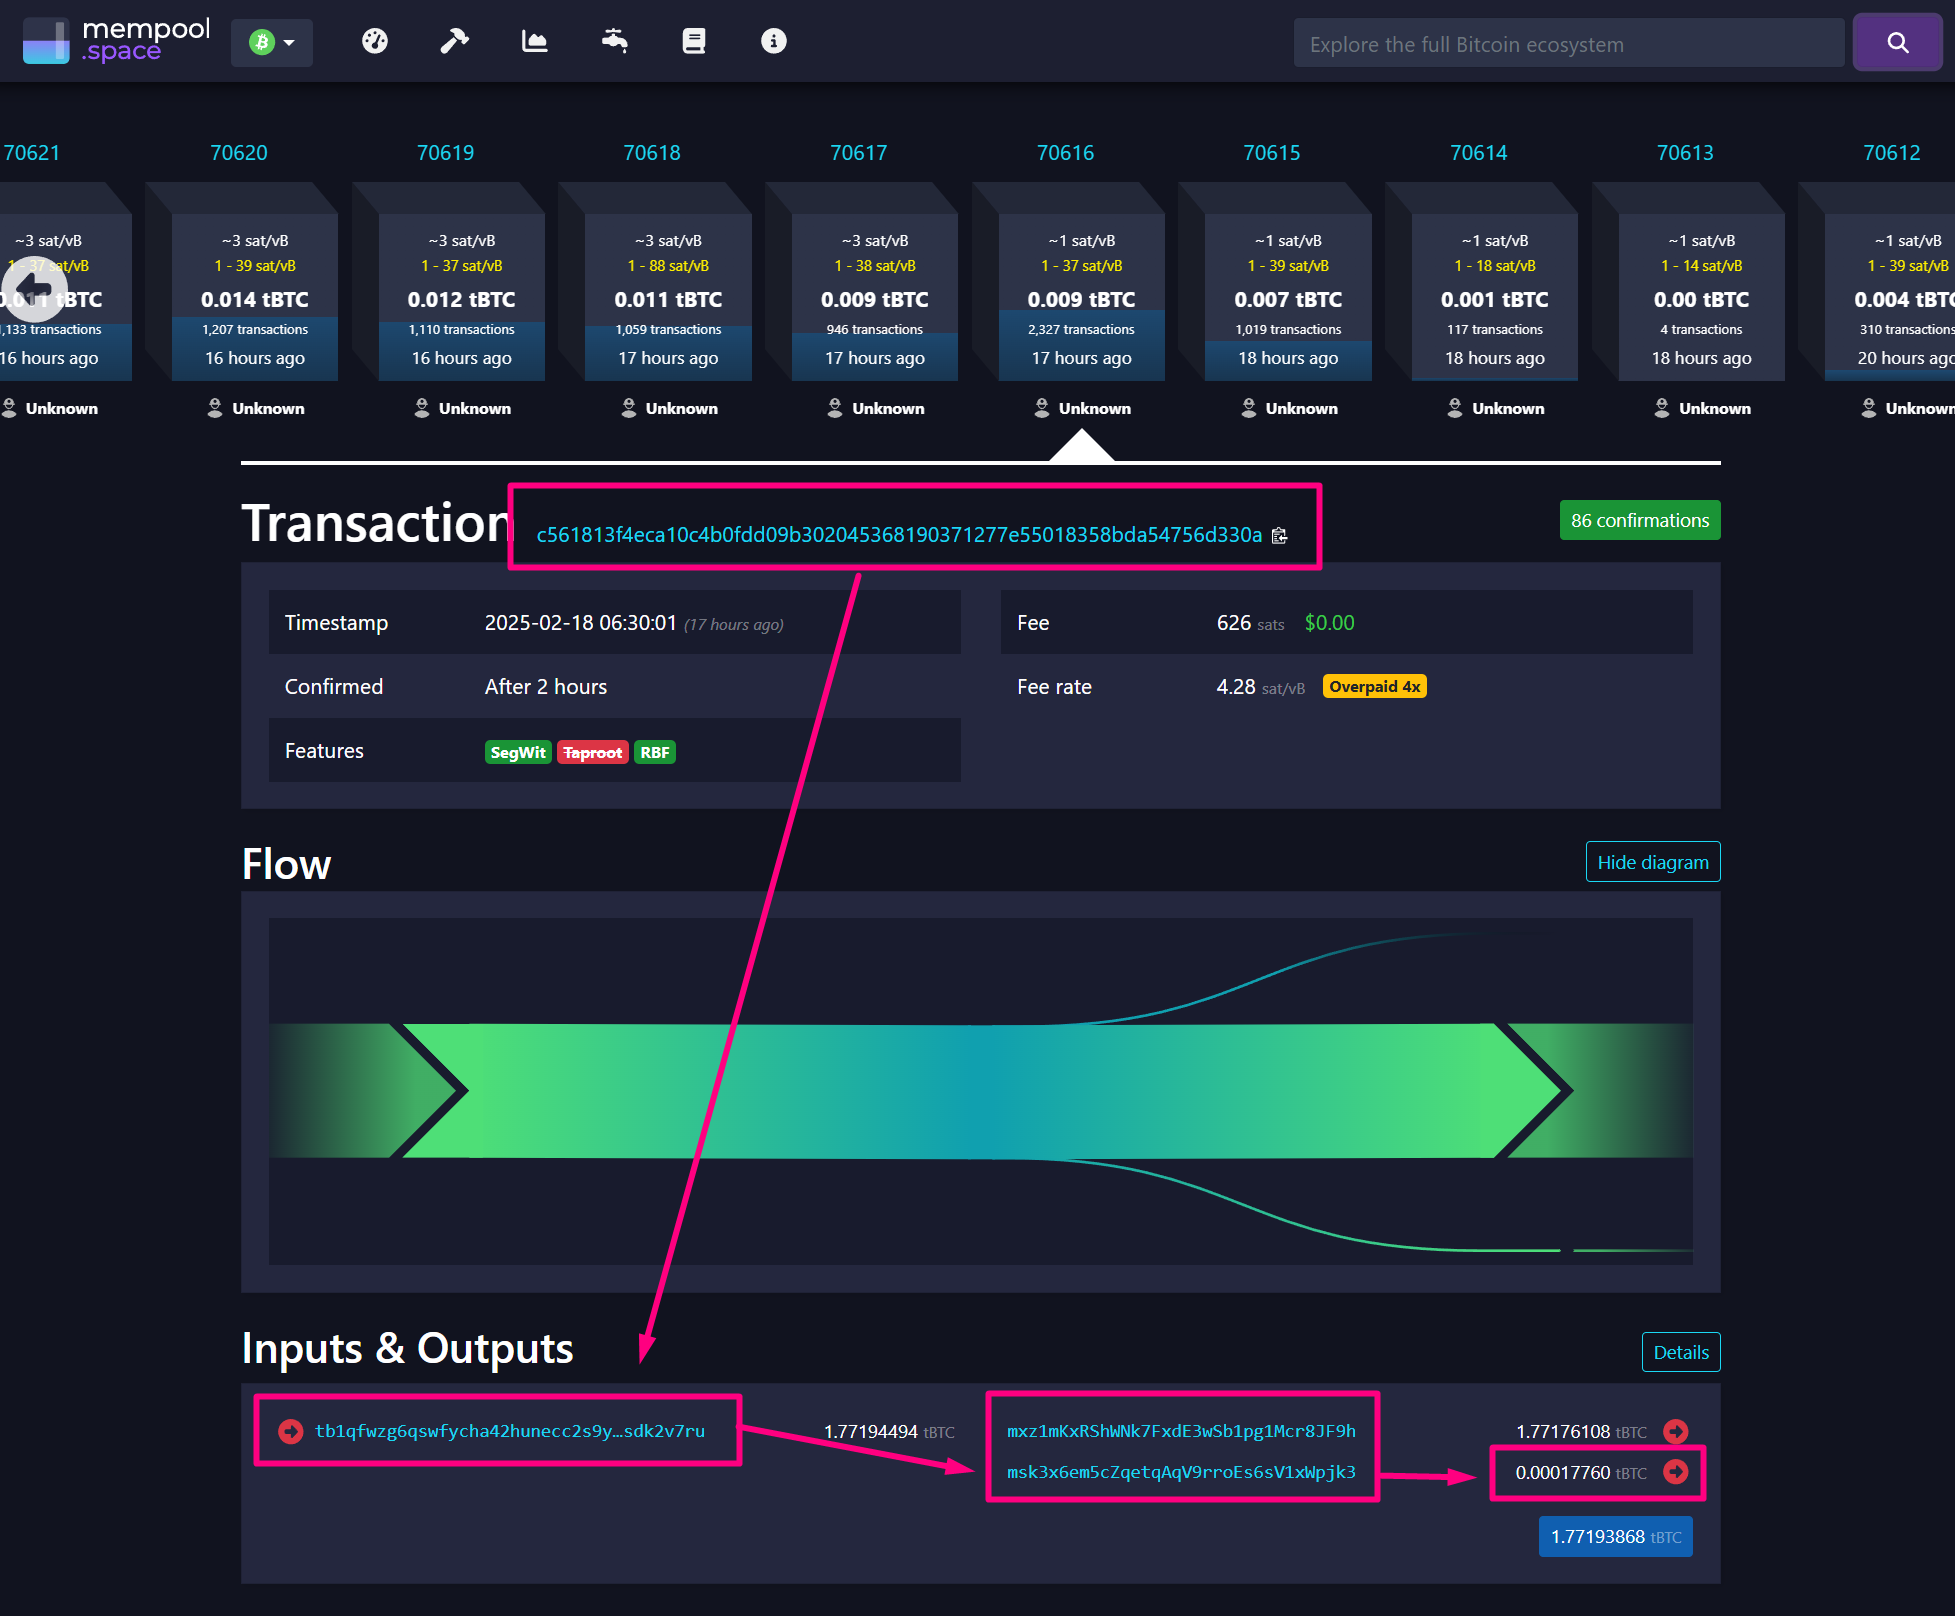 mempool
.space
Explore the full Bitcoin ecosystem
70621 70620 70619 70618 70617 70616 70615 70614 70613 70612
~3 sat/vB ~3 sat/vB ~3 sat/vB ~3 sat/vB ~3 sat/vB ~1 sat/vB ~1 sat/vB ~1 sat/vB ~1 sat/vB ~1 sat/vB
1 - 37 sat/vB 1 - 39 sat/vB 1 - 37 sat/vB 1 - 88 sat/vB 1 - 38 sat/vB 1 - 37 sat/vB 1 - 39 sat/vB 1 - 18 sat/vB 1 - 14 sat/vB 1 - 39 sat/vB
0.011 tBTC 0.014 tBTC 0.012 tBTC 0.011 tBTC 0.009 tBTC 0.009 tBTC 0.007 tBTC 0.001 tBTC 0.00 tBTC 0.004 tBTC
,133 transactions 1,207 transactions 1,110 transactions 1,059 transactions 946 transactions 2,327 transactions 1,019 transactions 117 transactions 4 transactions 310 transactions
16 hours ago 16 hours ago 16 hours ago 17 hours ago 17 hours ago 17 hours ago 18 hours ago 18 hours ago 18 hours ago 20 hours ago
Unknown Unknown Unknown Unknown Unknown Unknown Unknown Unknown Unknown Unknown
Transaction c561813f4eca10c4b0fdd09b302045368190371277e55018358bda54756d330a 86 confirmations
Timestamp 2025-02-18 06:30:01 (17 hours ago) Fee 626 sats $0.00
Confirmed After 2 hours Fee rate 4.28 sat/vB Overpaid 4x
Features SegWit Taproot RBF
Flow Hide diagram
Inputs & Outputs Details
tb1qfwzg6qswfycha42hunecc2s9y…sdk2v7ru 1.77194494 tBTC mxz1mKxRShWNk7FxdE3wSb1pg1Mcr8JF9h 1.77176108 tBTC
msk3x6em5cZqetqAqV9rroEs6sV1xWpjk3 0.00017760 tBTC
1.77193868 tBTC